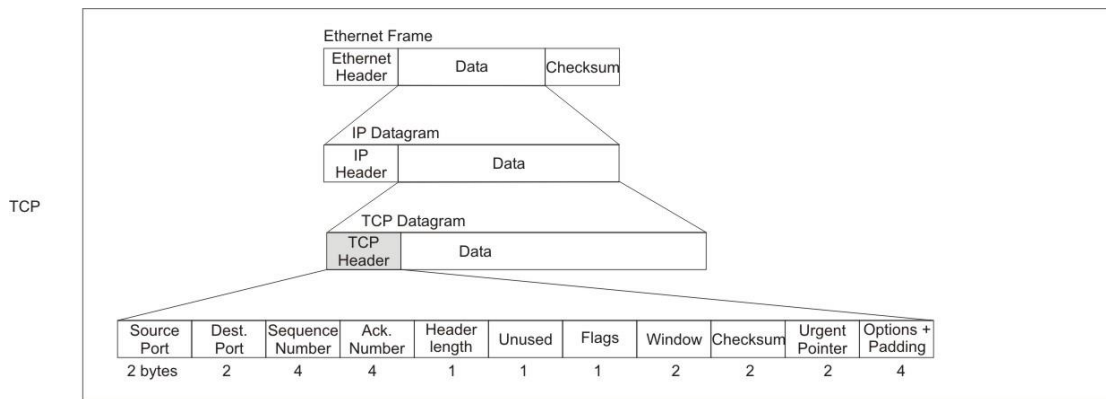 Ethernet Frame
Ethernet
Header
Data
Checksum
IP Datagram
IP
Header
Data
TCP
TCP Datagram
TCP
Header
Data
Source
Port
Dest.
Port
Sequence
Number
Ack.
Number
Header
length
Unused
Flags
Window
Checksum
Urgent
Pointer
Options +
Padding
2 bytes 2 4 4 1 1 1 2 2 2 4